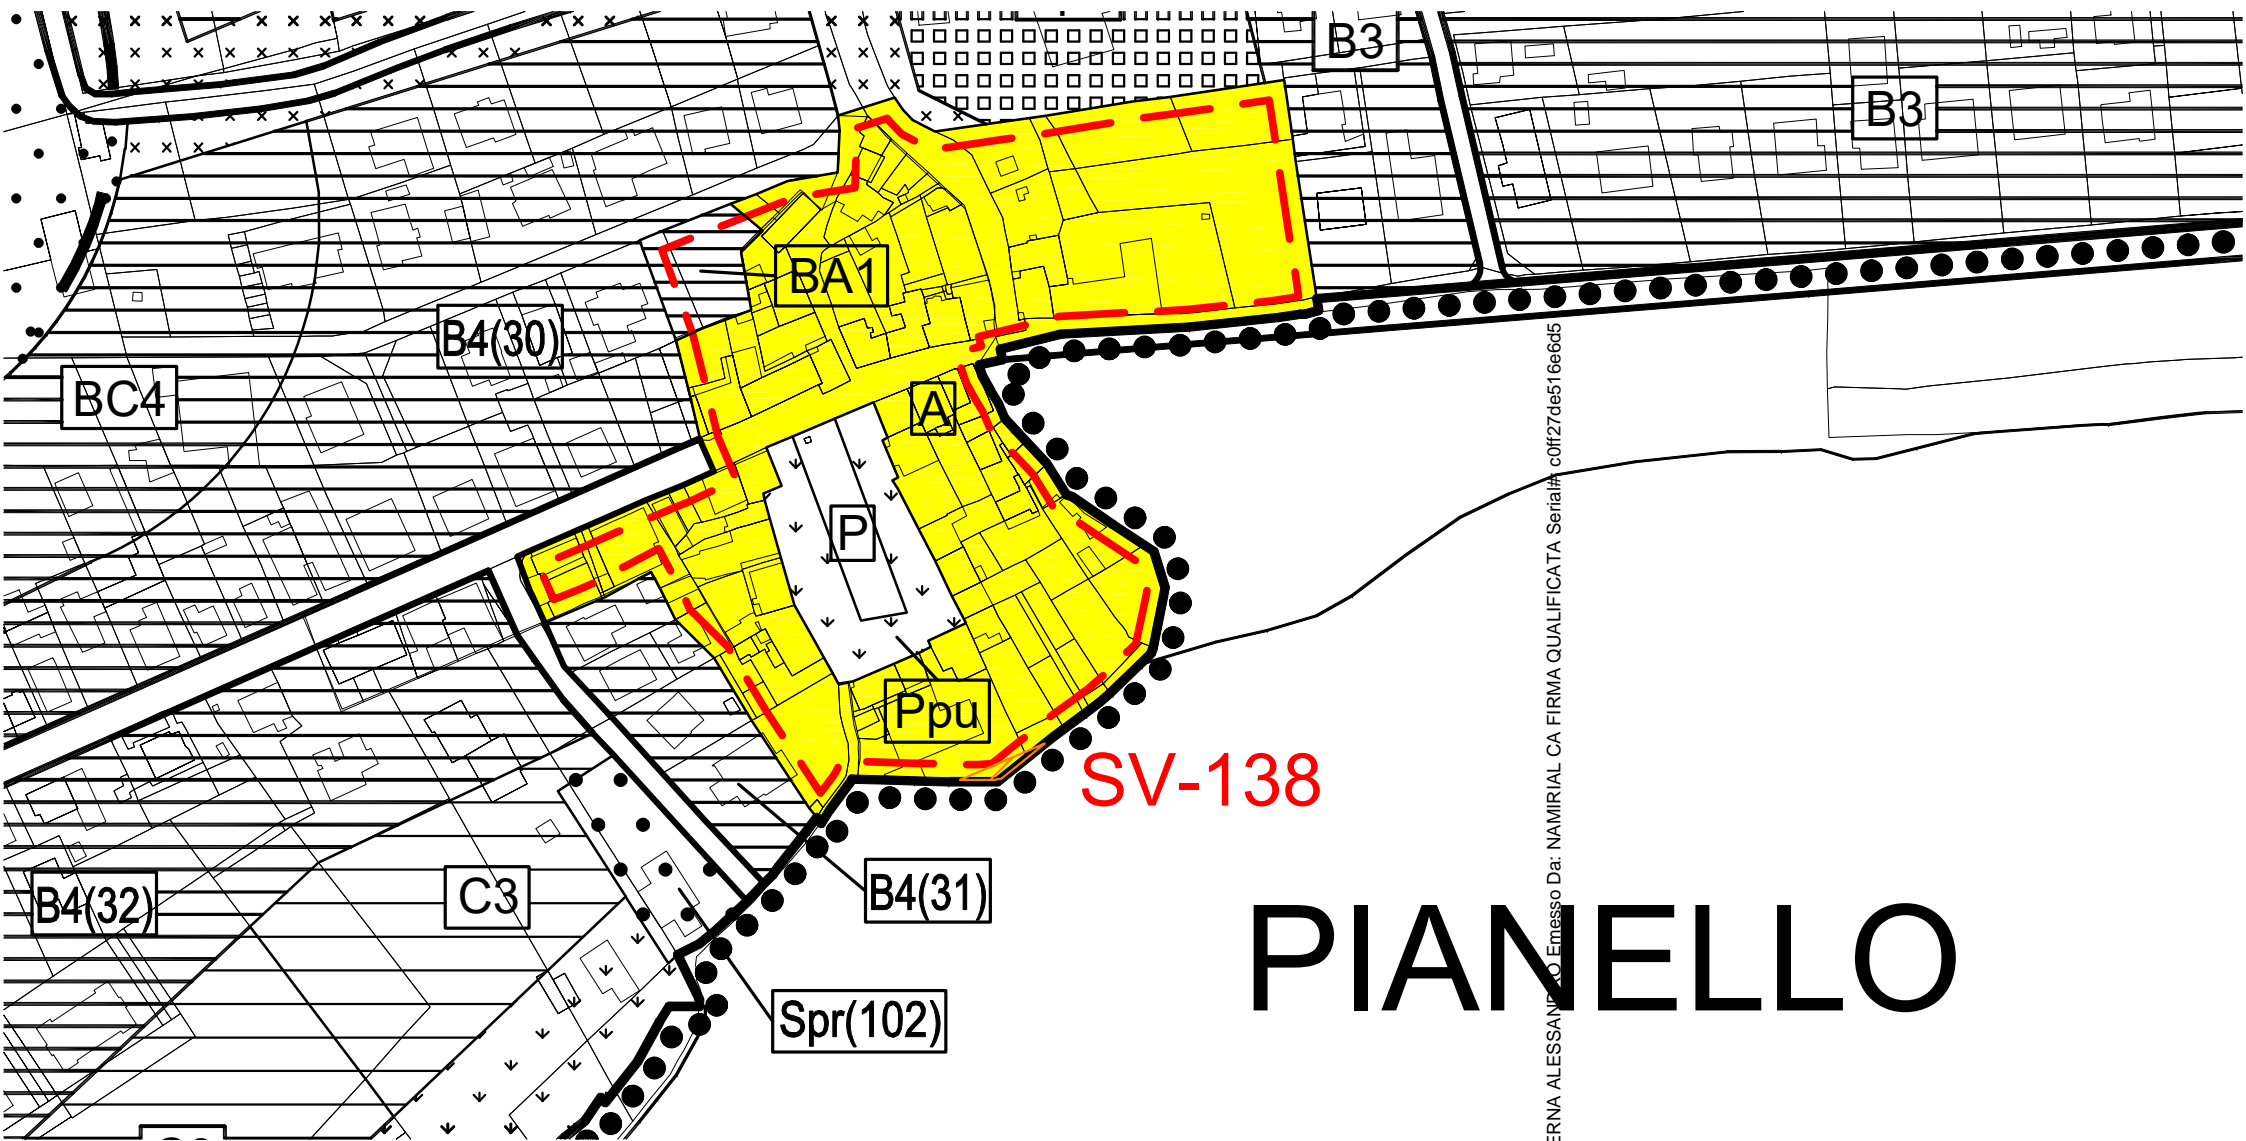 B3
B3
BA1
B4(30)
BC4
A
P
Ppu
SV-138
B4(31)
B4(32)
C3
Spr(102)
PIANELLO
ERNA ALESSANDRO Emesso Da: NAMIRIAL CA FIRMA QUALIFICATA Serial#: c0ff27de516e6d5